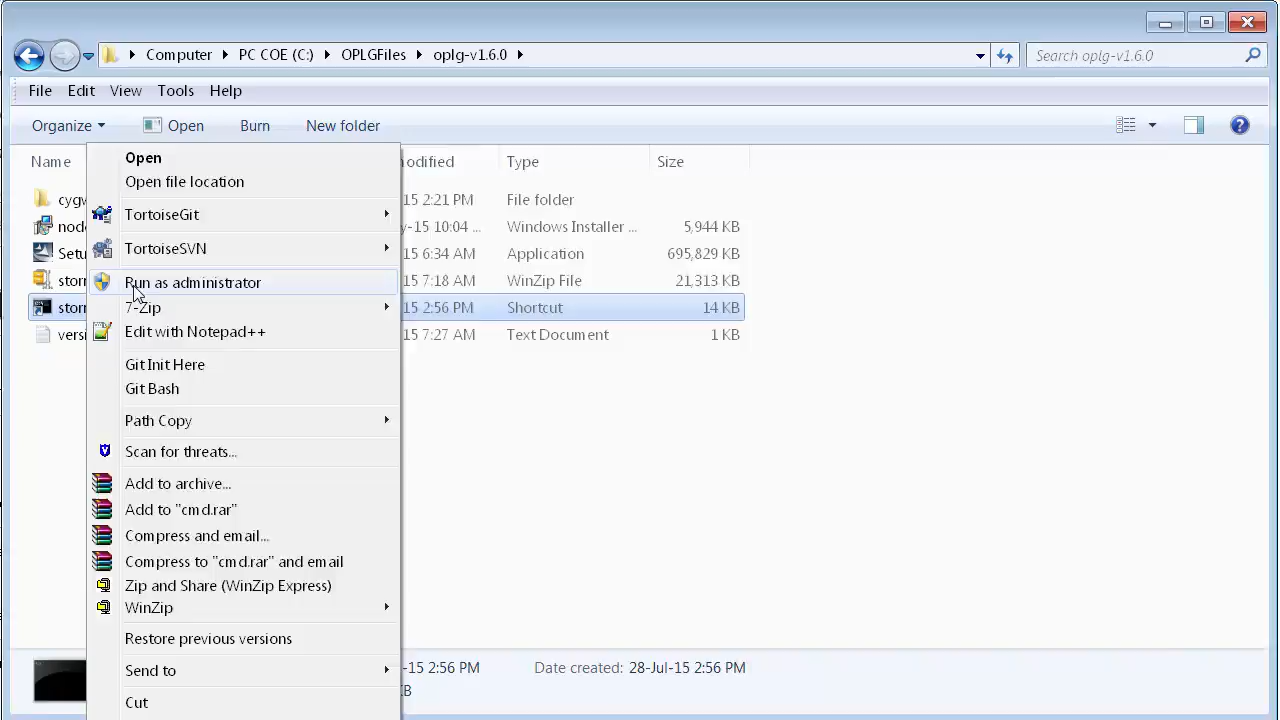 Computer PC COE (C:) OPLGFiles oplg-v1.6.0 Search oplg-v1.6.0
File Edit View Tools Help
Organize Open Burn New folder
Name odified Type Size
cygw 15 2:21 PM File folder
node -15 10:04 ... Windows Installer ... 5,944 KB
Setu 15 6:34 AM Application 695,829 KB
storm 15 7:18 AM WinZip File 21,313 KB
storm 15 2:56 PM Shortcut 14 KB
versi 15 7:27 AM Text Document 1 KB
Open
Open file location
TortoiseGit
TortoiseSVN
Run as administrator
7-Zip
Edit with Notepad++
Git Init Here
Git Bash
Path Copy
Scan for threats...
Add to archive...
Add to "cmd.rar"
Compress and email...
Compress to "cmd.rar" and email
Zip and Share (WinZip Express)
WinZip
Restore previous versions
Send to
Cut
-15 2:56 PM Date created: 28-Jul-15 2:56 PM
KB